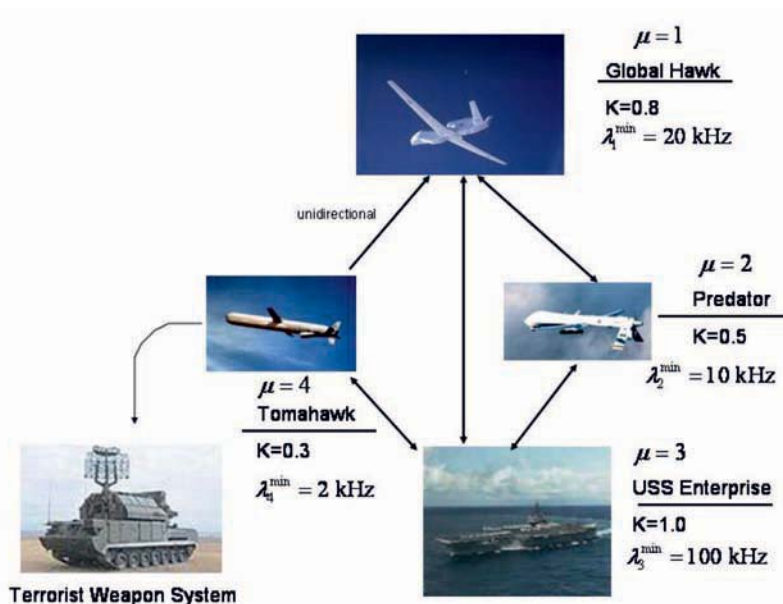 μ = 1
Global Hawk
K=0.8
λ₁ᵐⁱⁿ = 20 kHz
unidirectional
μ = 2
Predator
K=0.5
λ₂ᵐⁱⁿ = 10 kHz
μ = 4
Tomahawk
K=0.3
λ₄ᵐⁱⁿ = 2 kHz
μ = 3
USS Enterprise
K=1.0
λ₃ᵐⁱⁿ = 100 kHz
Terrorist Weapon System